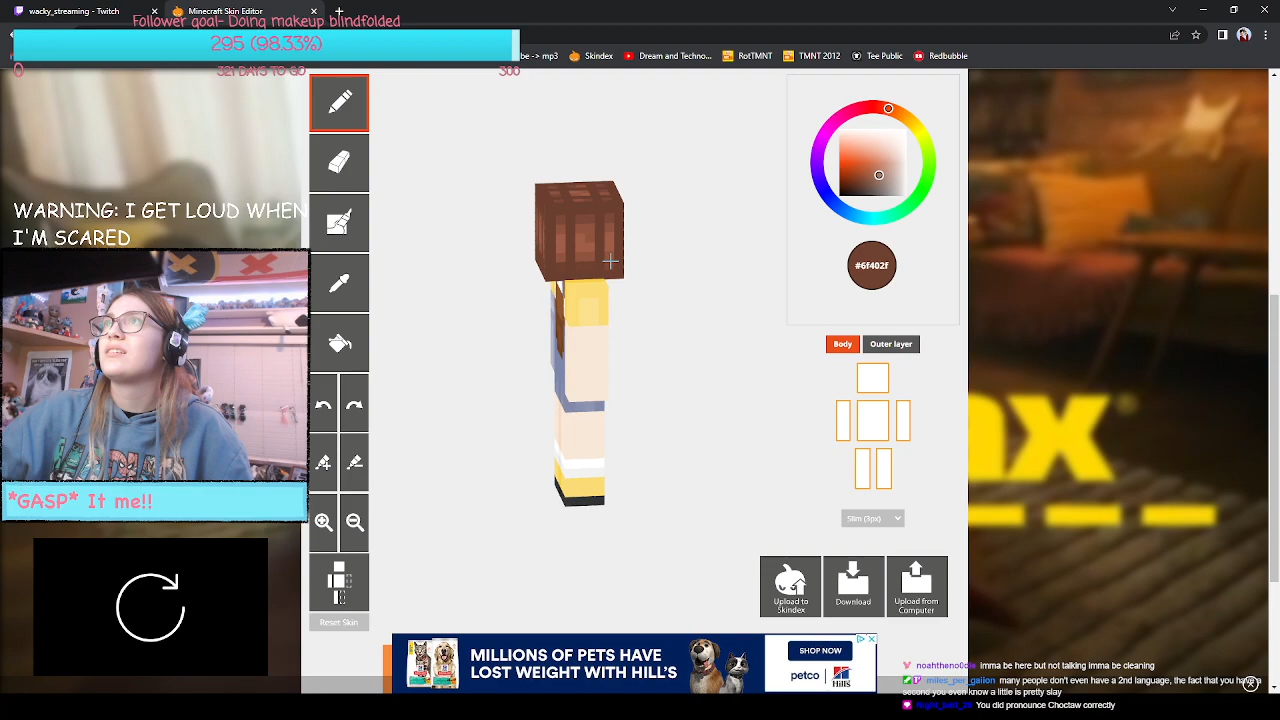 wacky_streaming - Twitch
Minecraft Skin Editor
Follower goal- Doing makeup blindfolded
295 (98.33%)
0
321 DAYS TO GO
300
be --> mp3
Skindex
Dream and Techno...
RotTMNT
TMNT 2012
Tee Public
Redbubble
WARNING: I GET LOUD WHEN
I'M SCARED
*GASP* It me!!
#6f402f
Body
Outer layer
Slim (3px)
Upload to
Skindex
Download
Upload from
Computer
Reset Skin
MILLIONS OF PETS HAVE
LOST WEIGHT WITH HILL'S
SHOP NOW
petco
Hill's
imma be here but not talking imma be cleaning
miles_per_gallon many people don't even have a 2nd language, the fact that you have a
second you even know a little is pretty slay
You did pronounce Choctaw correctly